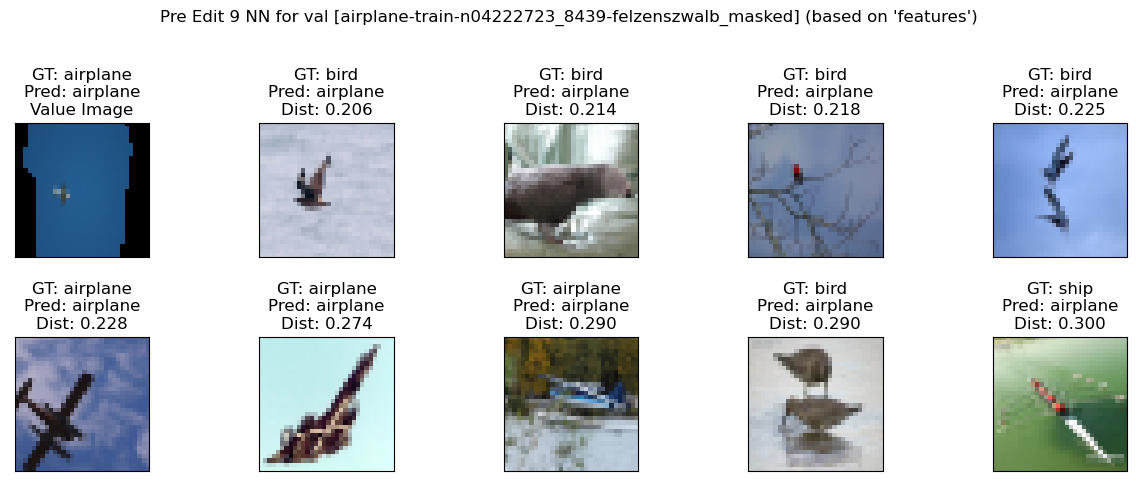 Pre Edit 9 NN for val [airplane-train-n04222723_8439-felzenszwalb_masked] (based on 'features')
GT: airplane
Pred: airplane
Value Image
GT: bird
Pred: airplane
Dist: 0.206
GT: bird
Pred: airplane
Dist: 0.214
GT: bird
Pred: airplane
Dist: 0.218
GT: bird
Pred: airplane
Dist: 0.225
GT: airplane
Pred: airplane
Dist: 0.228
GT: airplane
Pred: airplane
Dist: 0.274
GT: airplane
Pred: airplane
Dist: 0.290
GT: bird
Pred: airplane
Dist: 0.290
GT: ship
Pred: airplane
Dist: 0.300